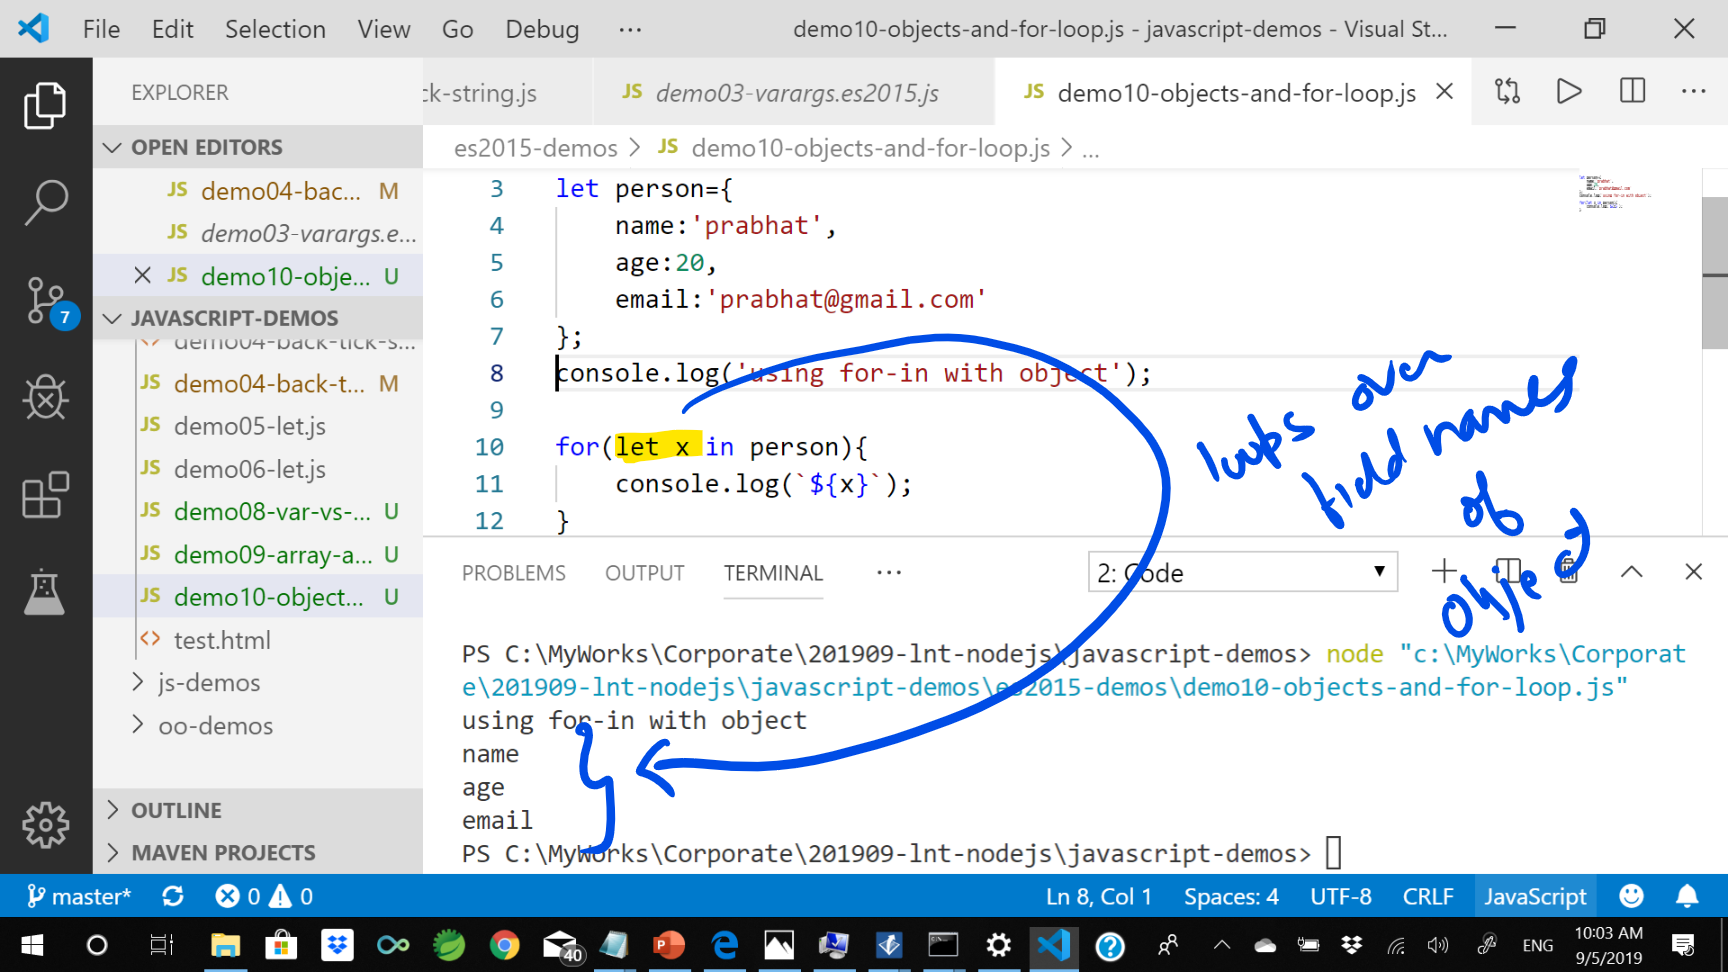 File Edit Selection View Go Debug ... demo10-objects-and-for-loop.js - javascript-demos - Visual St...
EXPLORER
ck-string.js JS demo03-varargs.es2015.js JS demo10-objects-and-for-loop.js
OPEN EDITORS
JS demo04-bac... M
JS demo03-varargs.e...
JS demo10-obje... U
JAVASCRIPT-DEMOS
demo04-back-tick-s...
JS demo04-back-t... M
JS demo05-let.js
JS demo06-let.js
JS demo08-var-vs-... U
JS demo09-array-a... U
JS demo10-object... U
<> test.html
js-demos
oo-demos
OUTLINE
MAVEN PROJECTS
7
es2015-demos > JS demo10-objects-and-for-loop.js > ...
3 let person={
4 name:'prabhat',
5 age:20,
6 email:'prabhat@gmail.com'
7 };
8 console.log('using for-in with object');
9
10 for(let x in person){
11 console.log(`${x}`);
12 }
loops over
field names
of
object
PROBLEMS OUTPUT TERMINAL ... 2: Code
PS C:\MyWorks\Corporate\201909-lnt-nodejs\javascript-demos> node "c:\MyWorks\Corporat
e\201909-lnt-nodejs\javascript-demos\es2015-demos\demo10-objects-and-for-loop.js"
using for-in with object
name
age
email
PS C:\MyWorks\Corporate\201909-lnt-nodejs\javascript-demos>
master* 0 0 Ln 8, Col 1 Spaces: 4 UTF-8 CRLF JavaScript
40 ENG 10:03 AM
9/5/2019